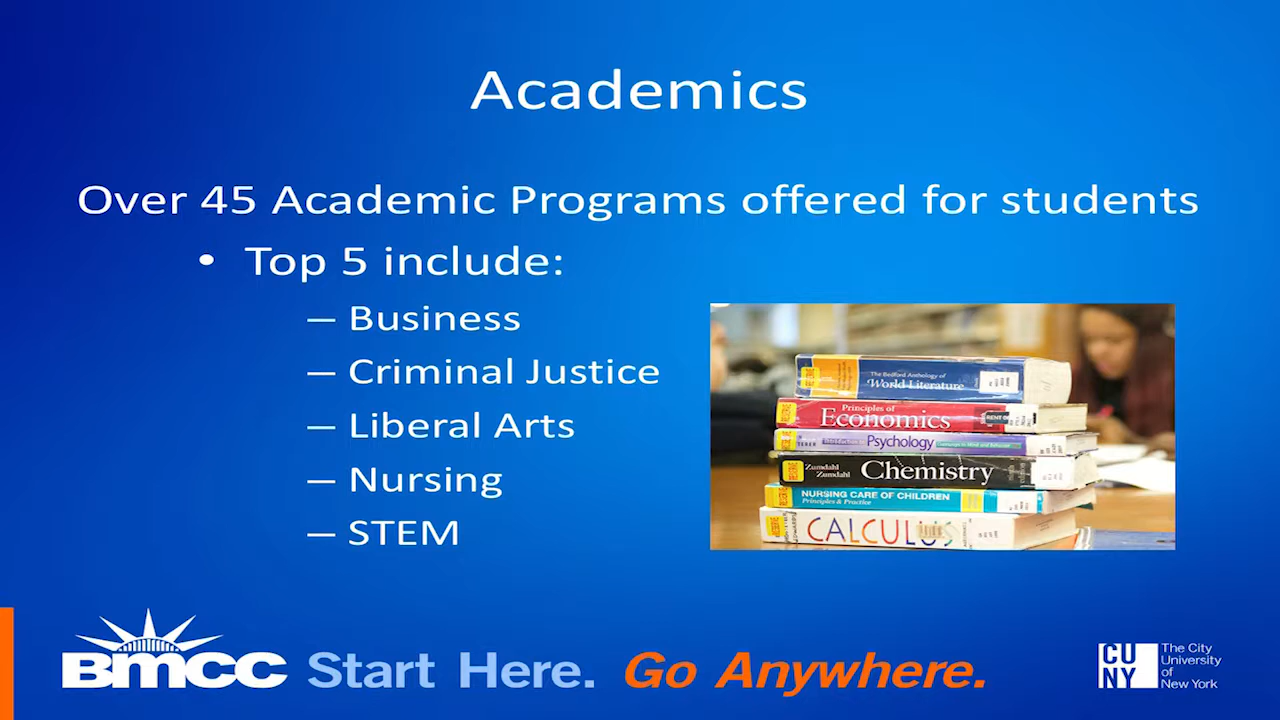 Academics
Over 45 Academic Programs offered for students
• Top 5 include:
– Business
– Criminal Justice
– Liberal Arts
– Nursing
– STEM
The Bedford Anthology of
World Literature
Principles of
Economics
Psychology
Zumdahl
Zumdahl
Chemistry
NURSING CARE OF CHILDREN
Principles & Practice
CALCULUS
BMCC Start Here. Go Anywhere.
CU
NY
The City
University
of
New York